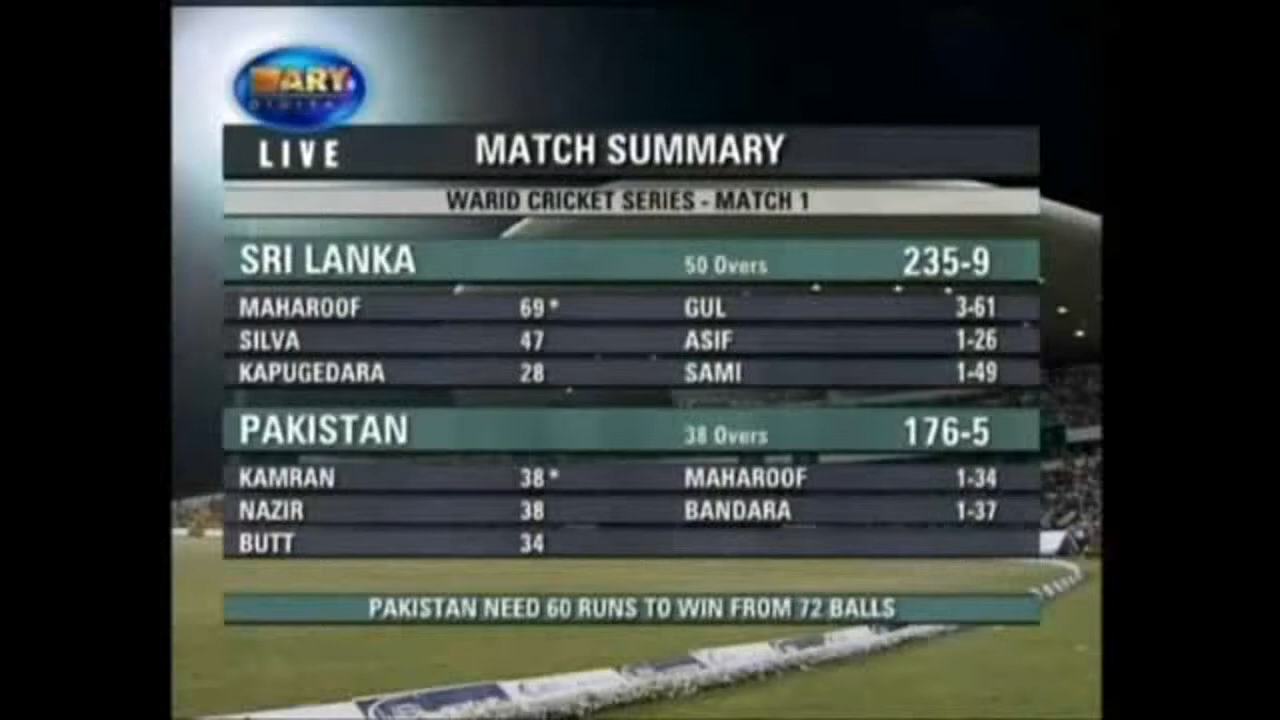 ARY
DIGITAL
LIVE MATCH SUMMARY
WARID CRICKET SERIES - MATCH 1
SRI LANKA 50 Overs 235-9
MAHAROOF 69* GUL 3-61
SILVA 47 ASIF 1-26
KAPUGEDARA 28 SAMI 1-49
PAKISTAN 38 Overs 176-5
KAMRAN 38* MAHAROOF 1-34
NAZIR 38 BANDARA 1-37
BUTT 34
PAKISTAN NEED 60 RUNS TO WIN FROM 72 BALLS